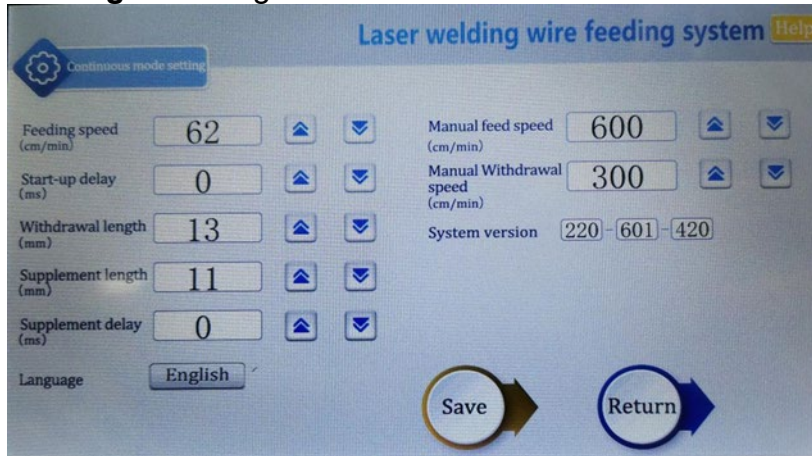 Laser welding wire feeding system Help
Continuous mode setting
Feeding speed
(cm/min)
62
Manual feed speed
(cm/min)
600
Start-up delay
(ms)
0
Manual Withdrawal
speed
(cm/min)
300
Withdrawal length
(mm)
13
System version 220-601-420
Supplement length
(mm)
11
Supplement delay
(ms)
0
Language English
Save
Return